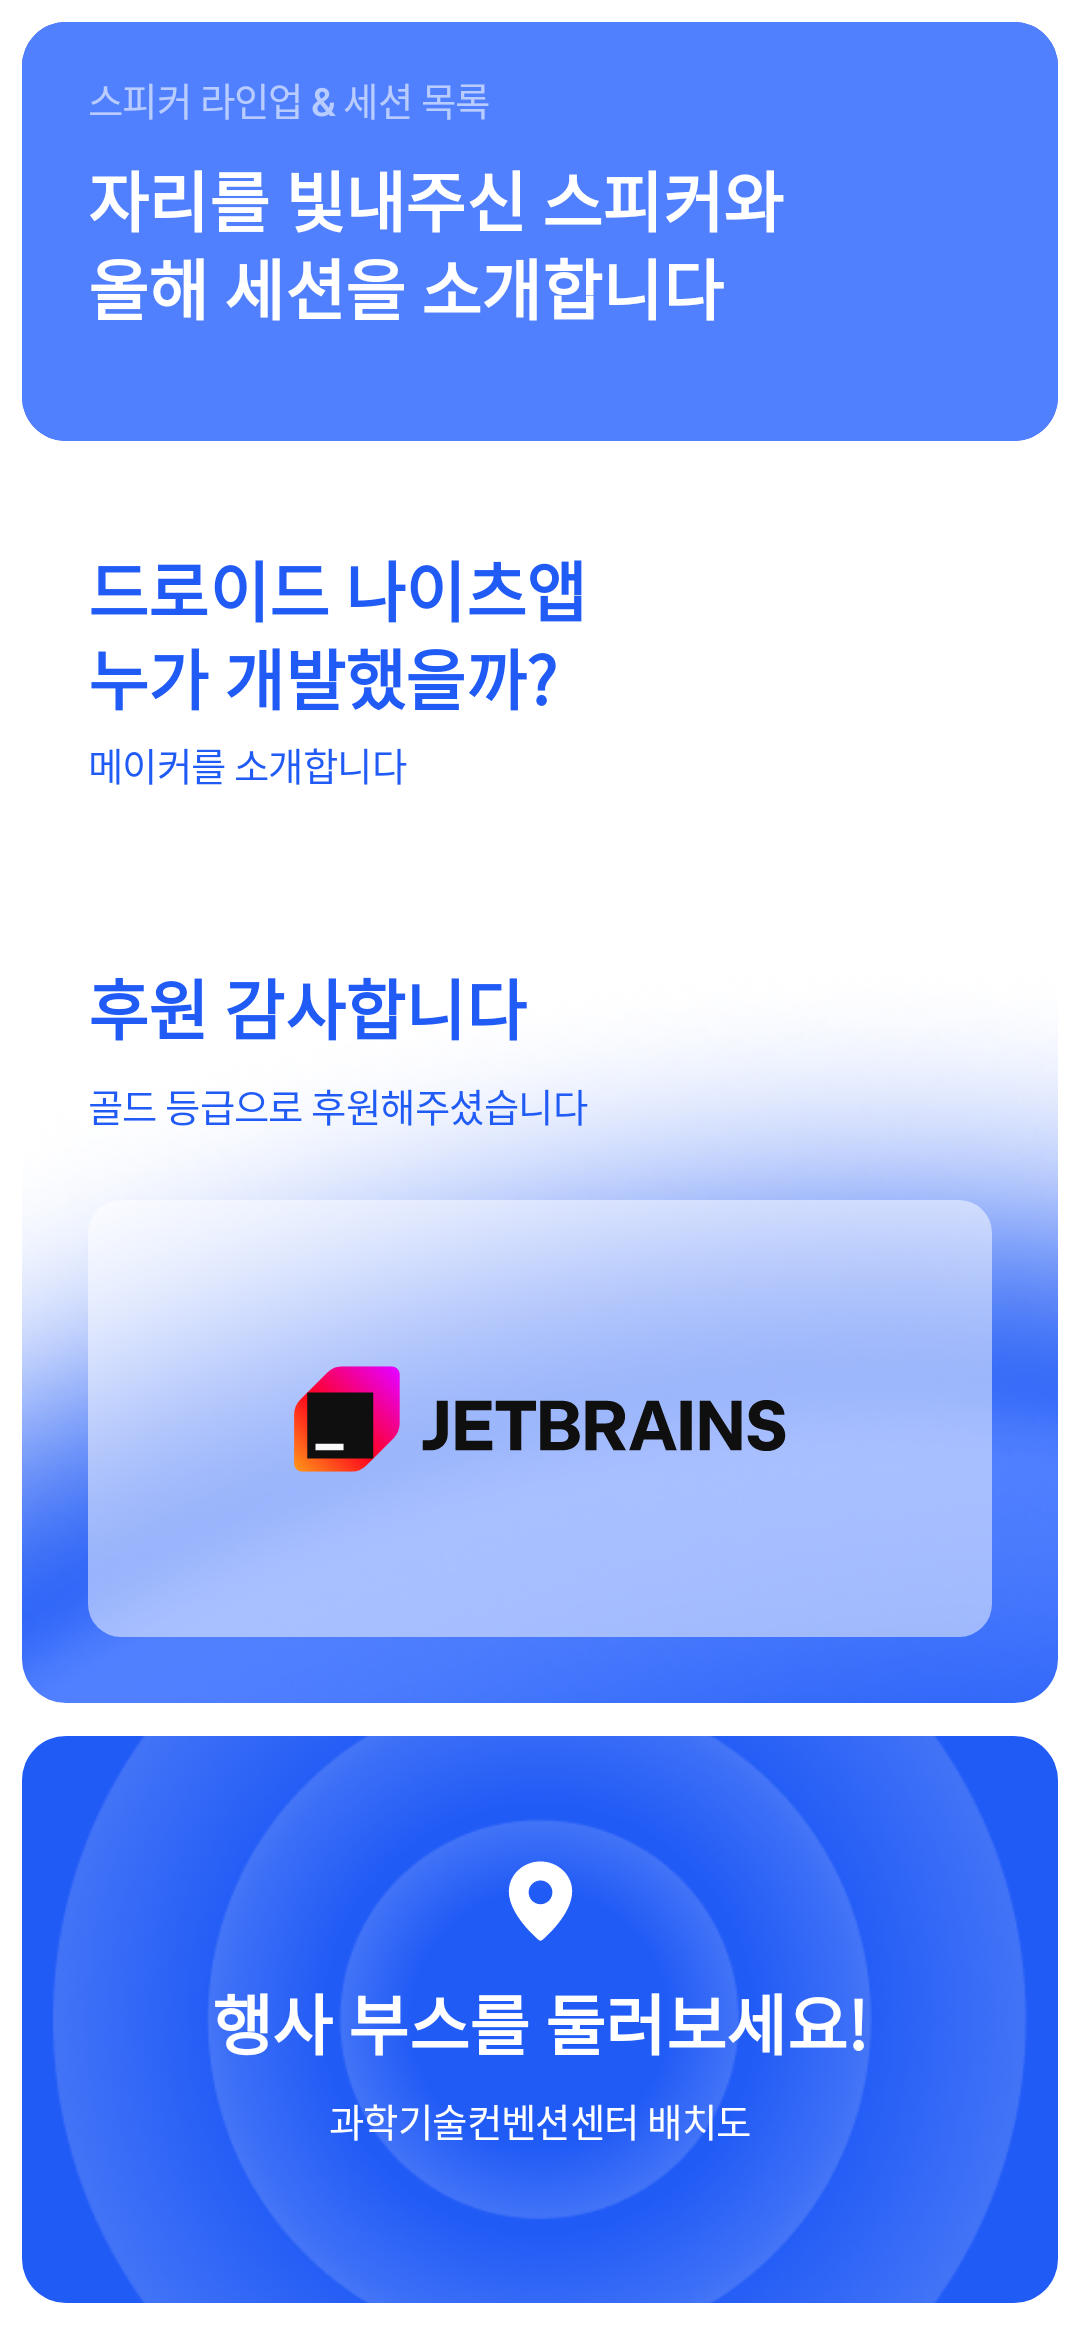 스피커 라인업 & 세션 목록
자리를 빛내주신 스피커와
올해 세션을 소개합니다
드로이드 나이츠앱
누가 개발했을까?
메이커를 소개합니다
후원 감사합니다
골드 등급으로 후원해주셨습니다
JETBRAINS
행사 부스를 둘러보세요!
과학기술컨벤션센터 배치도